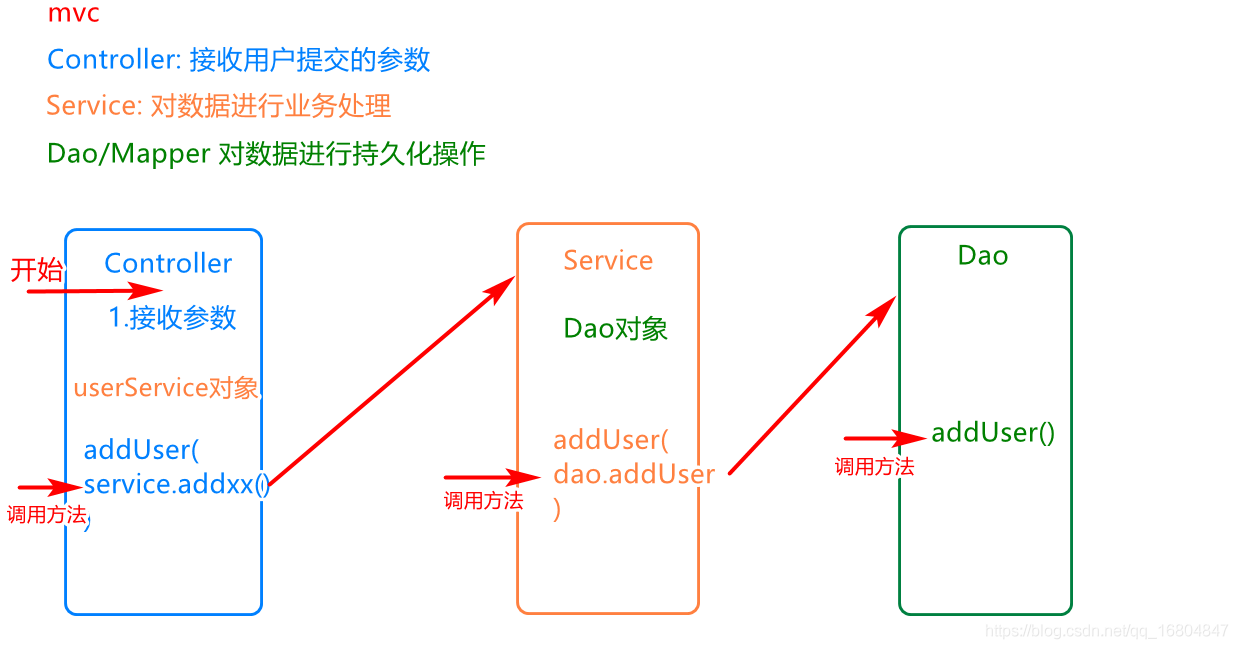 mvc
Controller: 接收用户提交的参数
Service: 对数据进行业务处理
Dao/Mapper 对数据进行持久化操作
开始
Controller
1.接收参数
userService对象
addUser(
service.addxx()
)
调用方法
Service
Dao对象
addUser(
dao.addUser
)
调用方法
Dao
addUser()
调用方法
https://blog.csdn.net/qq_16804847